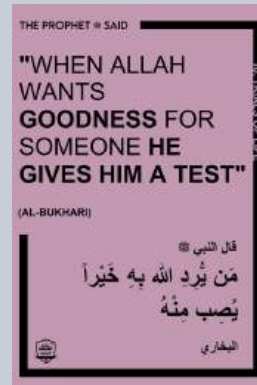 THE PROPHET ﷺ SAID
"WHEN ALLAH
WANTS
GOODNESS FOR
SOMEONE HE
GIVES HIM A TEST"
(AL-BUKHARI)
قال النبي ﷺ
مَن يُرِدِ الله بِهِ خَيْراً
يُصِب مِنْهُ
البخاري